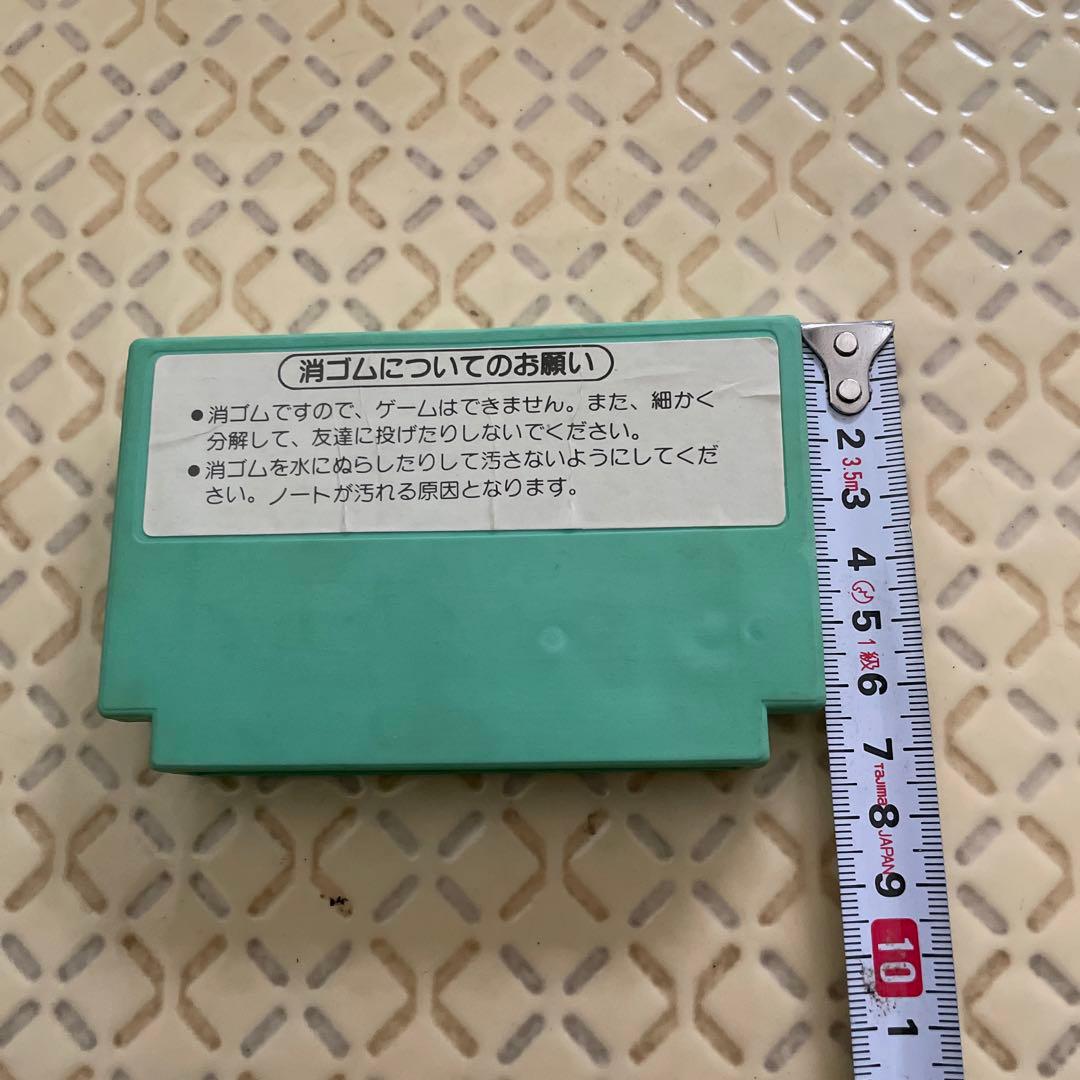 消ゴムについてのお願い
●消ゴムですので、ゲームはできません。また、細かく
分解して、友達に投げたりしないでください。
●消ゴムを水にぬらしたりして汚さないようにしてくだ
さい。ノートが汚れる原因となります。
2
3.5m
3
4
5
1級
6
7
Tajima
8
JAPAN
9
10
1